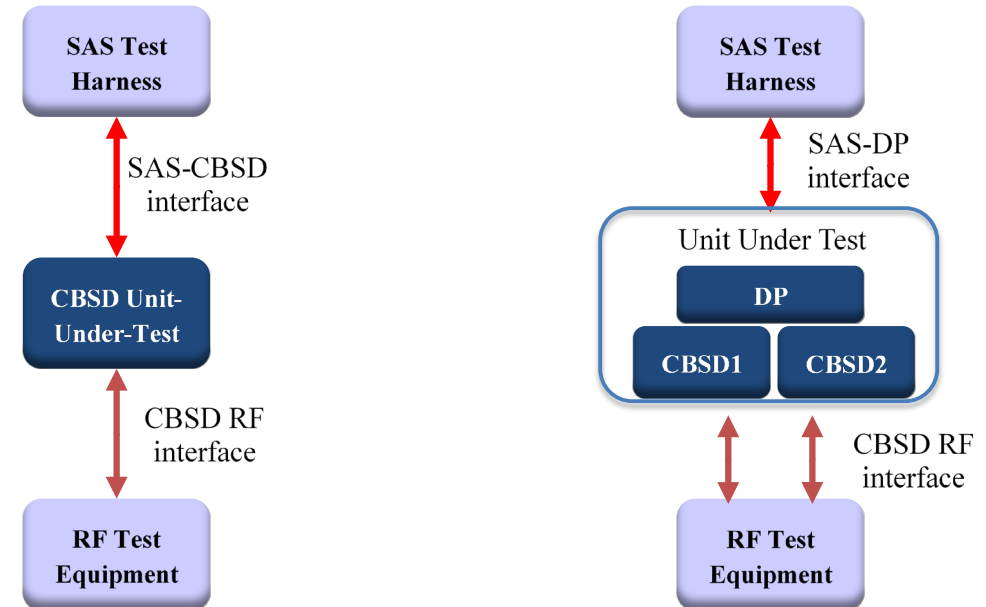 SAS Test
Harness
SAS-CBSD
interface
CBSD Unit-
Under-Test
CBSD RF
interface
RF Test
Equipment
SAS Test
Harness
SAS-DP
interface
Unit Under Test
DP
CBSD1
CBSD2
CBSD RF
interface
RF Test
Equipment